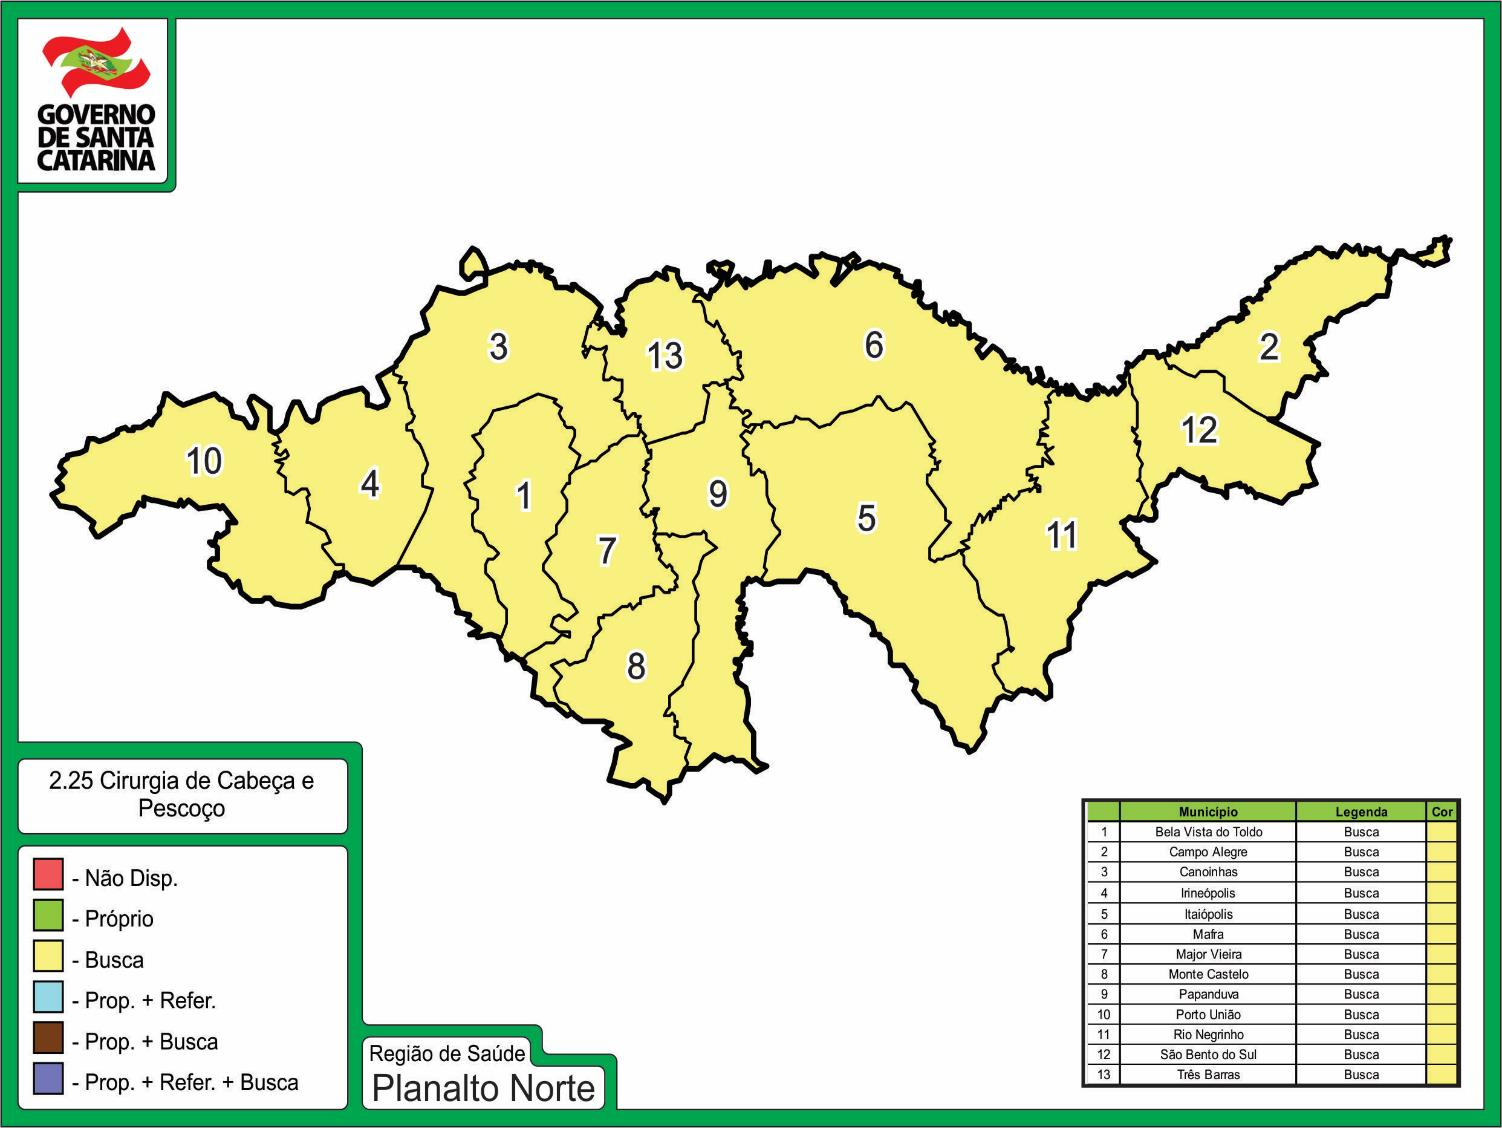 GOVERNO
DE SANTA
CATARINA
3
13
6
2
10
4
1
7
9
5
11
12
8
2.25 Cirurgia de Cabeça e
Pescoço
- Não Disp.
- Próprio
- Busca
- Prop. + Refer.
- Prop. + Busca
- Prop. + Refer. + Busca
Região de Saúde
Planalto Norte
Município Legenda Cor
1 Bela Vista do Toldo Busca
2 Campo Alegre Busca
3 Canoinhas Busca
4 Irineópolis Busca
5 Itaiópolis Busca
6 Mafra Busca
7 Major Vieira Busca
8 Monte Castelo Busca
9 Papanduva Busca
10 Porto União Busca
11 Rio Negrinho Busca
12 São Bento do Sul Busca
13 Três Barras Busca